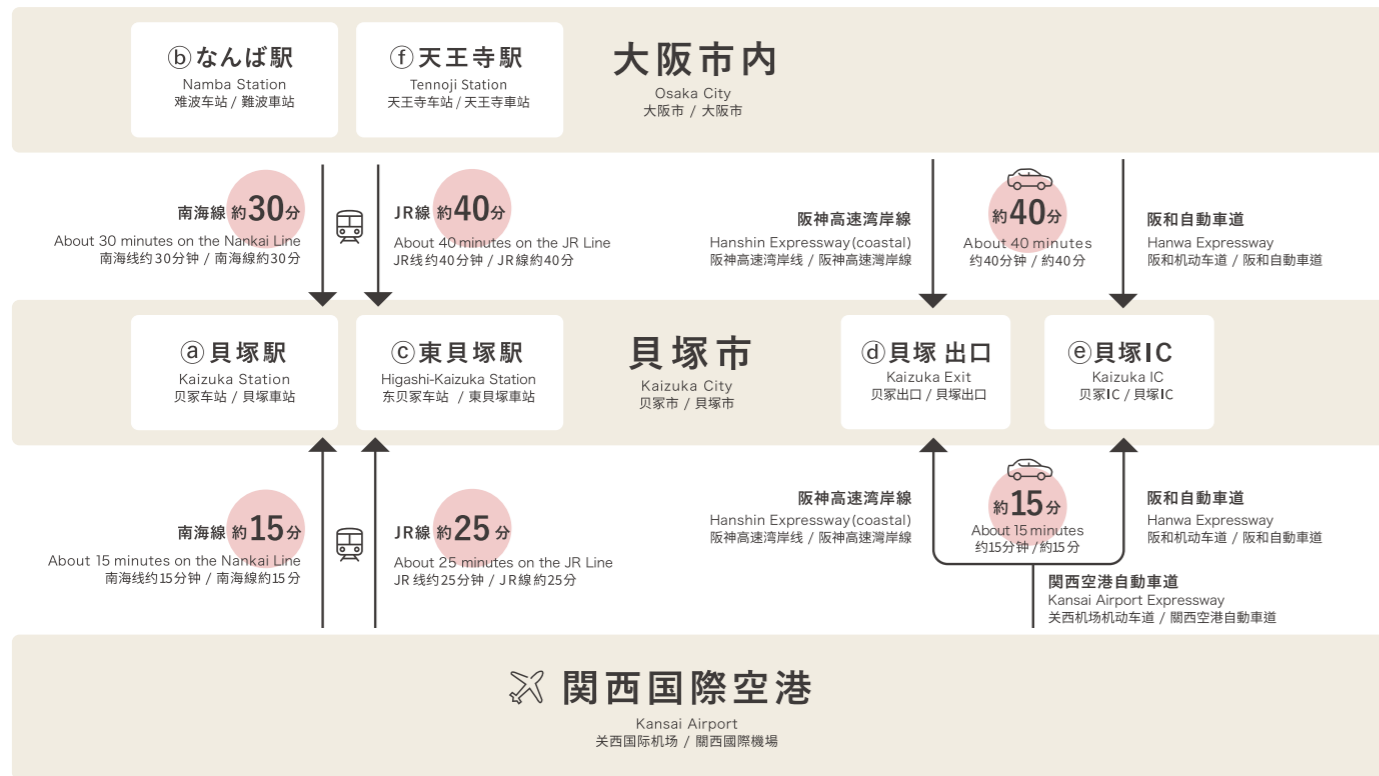 ⓑなんば駅
Namba Station
难波车站 / 難波車站
ⓕ天王寺駅
Tennoji Station
天王寺车站 / 天王寺車站
大阪市内
Osaka City
大阪市 / 大阪市
南海線 約30分
About 30 minutes on the Nankai Line
南海线约30分钟 / 南海線約30分
JR線 約40分
About 40 minutes on the JR Line
JR线约40分钟 / JR線約40分
阪神高速湾岸線
Hanshin Expressway(coastal)
阪神高速湾岸线 / 阪神高速灣岸線
約40分
About 40 minutes
约40分钟 / 約40分
阪和自動車道
Hanwa Expressway
阪和机动车道 / 阪和自動車道
ⓐ貝塚駅
Kaizuka Station
贝冢车站 / 貝塚車站
ⓒ東貝塚駅
Higashi-Kaizuka Station
东贝冢车站 / 東貝塚車站
貝塚市
Kaizuka City
贝冢市 / 貝塚市
ⓓ貝塚 出口
Kaizuka Exit
贝冢出口 / 貝塚出口
ⓔ貝塚IC
Kaizuka IC
贝冢IC / 貝塚IC
南海線 約15分
About 15 minutes on the Nankai Line
南海线约15分钟 / 南海線約15分
JR線 約25分
About 25 minutes on the JR Line
JR线约25分钟 / JR線約25分
阪神高速湾岸線
Hanshin Expressway(coastal)
阪神高速湾岸线 / 阪神高速灣岸線
約15分
About 15 minutes
约15分钟 / 約15分
阪和自動車道
Hanwa Expressway
阪和机动车道 / 阪和自動車道
関西空港自動車道
Kansai Airport Expressway
关西机场机动车道 / 關西空港自動車道
関西国際空港
Kansai Airport
关西国际机场 / 關西國際機場